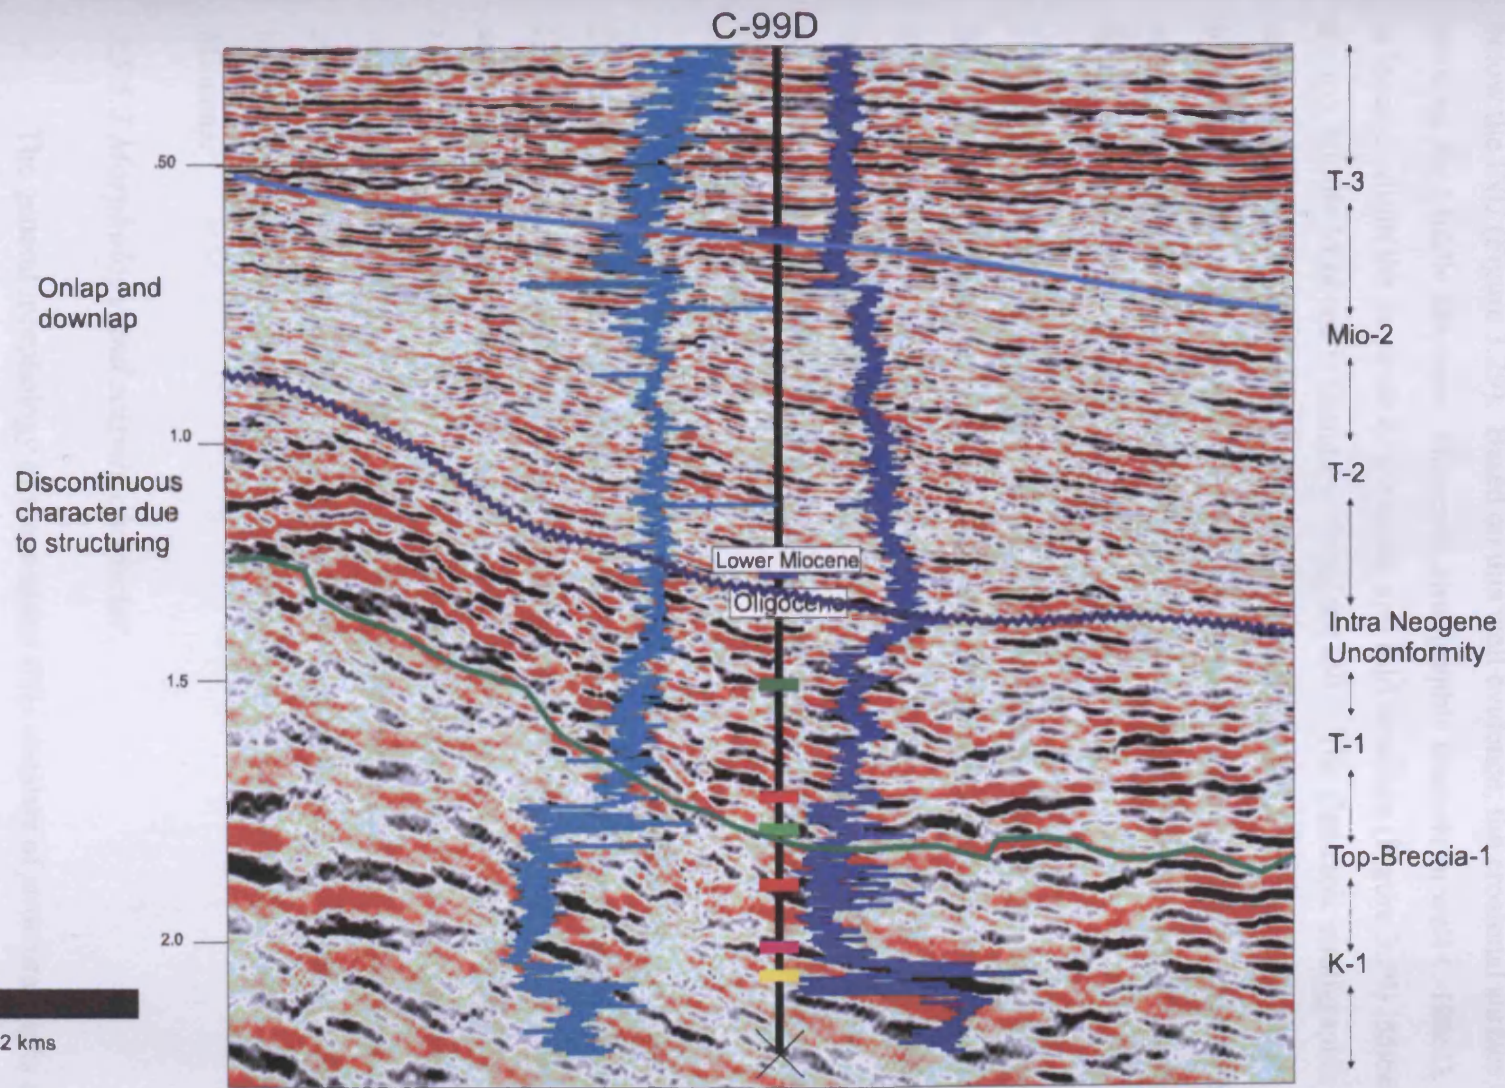 C-99D
.50
1.0
1.5
2.0
Onlap and
downlap
Discontinuous
character due
to structuring
2 kms
Lower Miocene
Oligocene
T-3
Mio-2
T-2
Intra Neogene
Unconformity
T-1
Top-Breccia-1
K-1